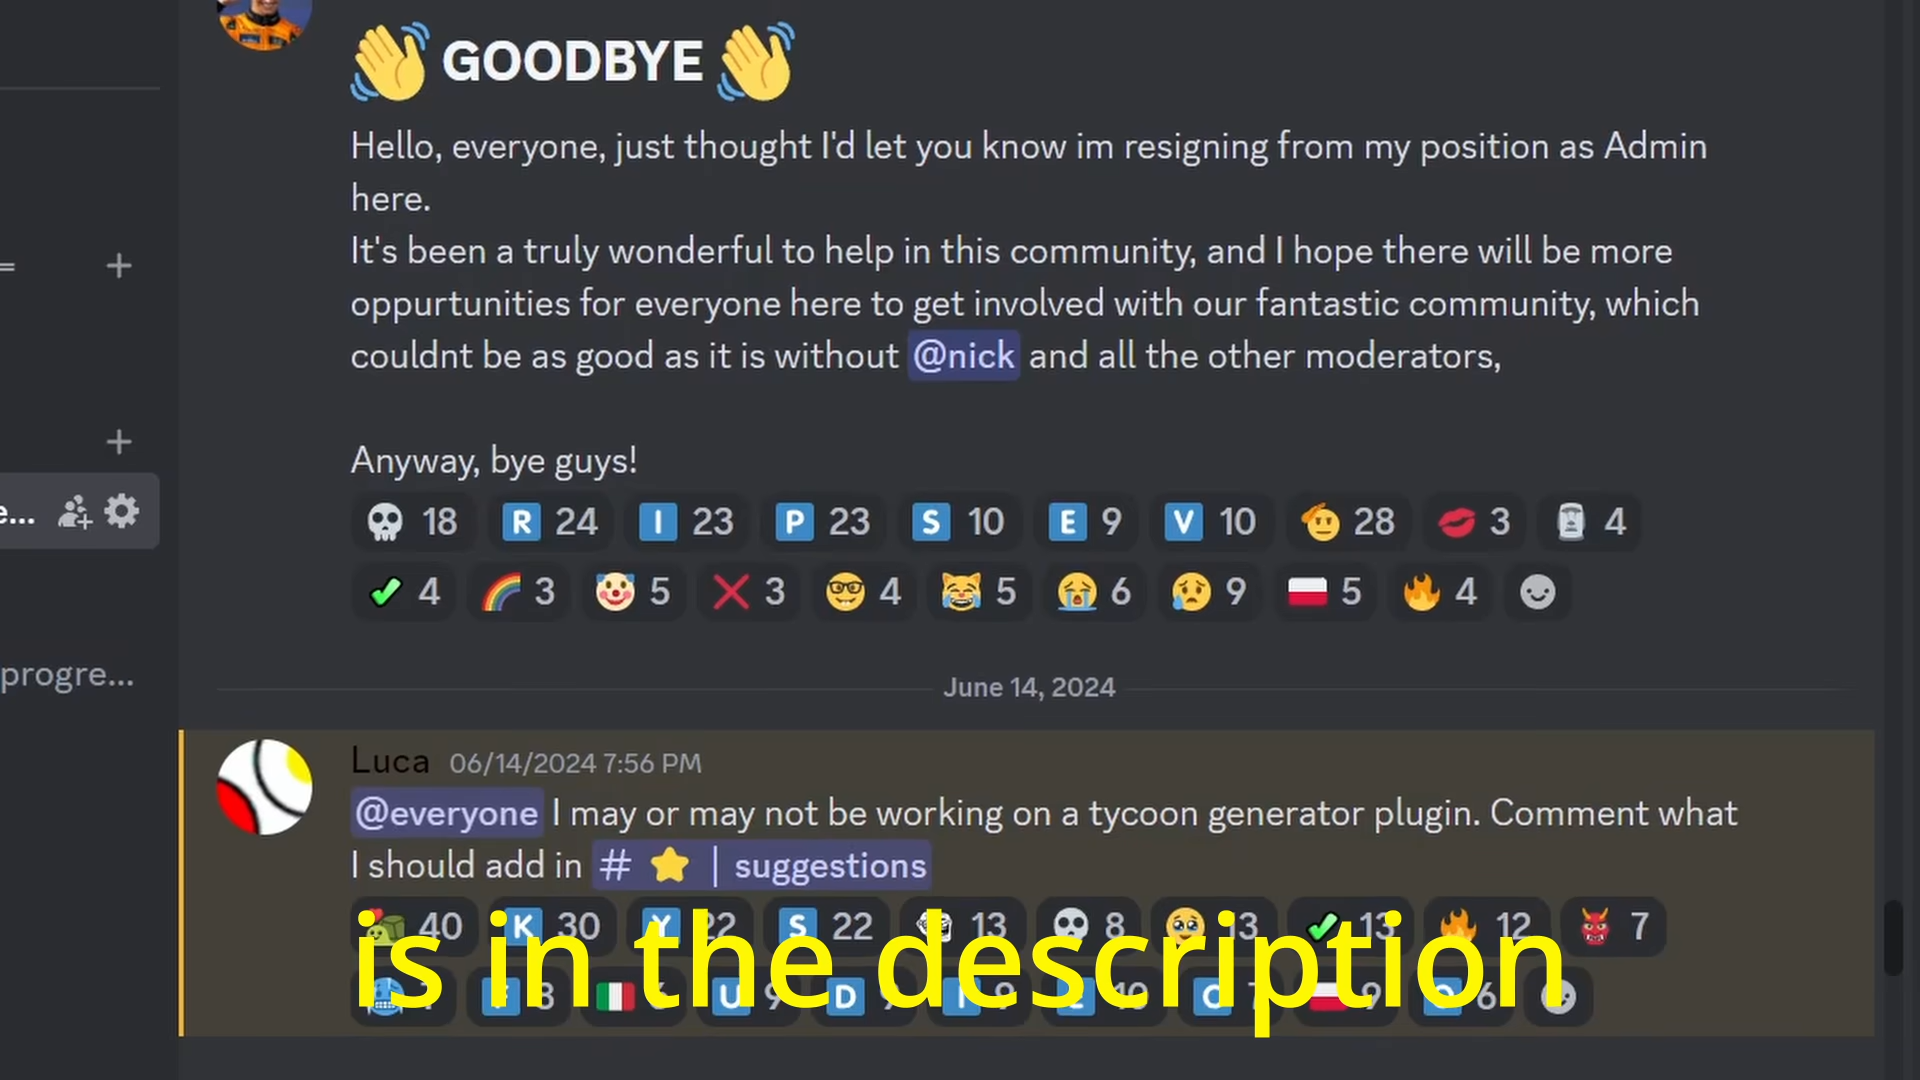 👋 GOODBYE 👋
Hello, everyone, just thought I'd let you know im resigning from my position as Admin
here.
It's been a truly wonderful to help in this community, and I hope there will be more
oppurtunities for everyone here to get involved with our fantastic community, which
couldnt be as good as it is without @nick and all the other moderators,
Anyway, bye guys!
💀 18 R 24 I 23 P 23 S 10 E 9 V 10 🫡 28 💋 3 🗿 4
✔ 4 🌈 3 🤡 5 ❌ 3 🤓 4 😹 5 😭 6 😥 9 🇵🇱 5 🔥 4
e...
progre...
June 14, 2024
Luca 06/14/2024 7:56 PM
@everyone I may or may not be working on a tycoon generator plugin. Comment what
I should add in # ⭐ | suggestions
40 K 30 Y 22 S 22 13 💀 8 🥹 13 ✔ 13 🔥 12 👹 7
is in the description